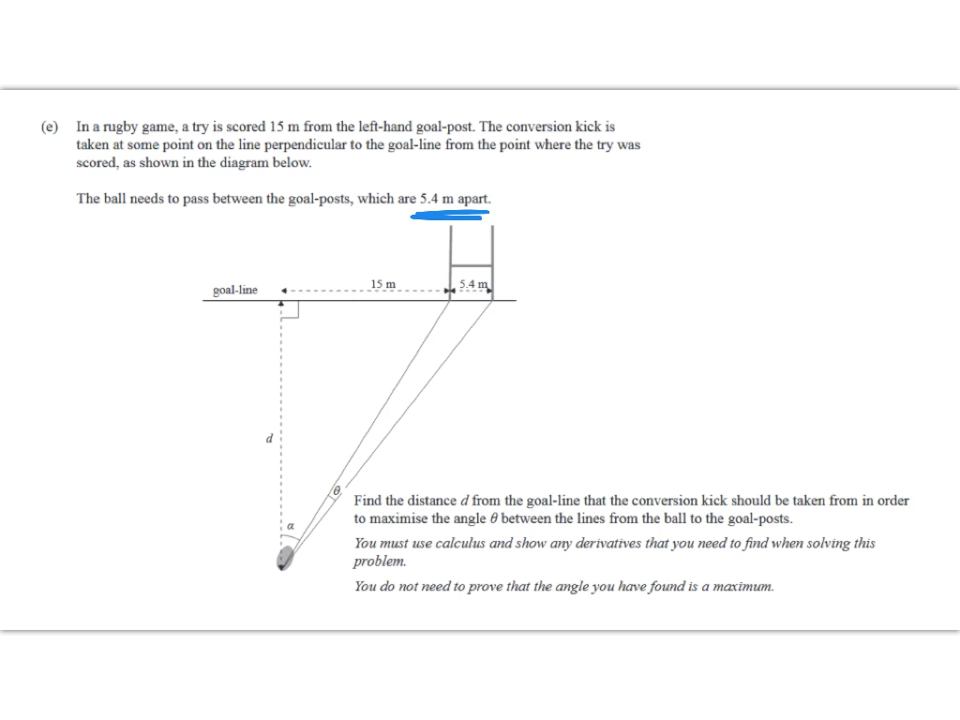 (e) In a rugby game, a try is scored 15 m from the left-hand goal-post. The conversion kick is
taken at some point on the line perpendicular to the goal-line from the point where the try was
scored, as shown in the diagram below.
The ball needs to pass between the goal-posts, which are 5.4 m apart.
goal-line
15 m
5.4 m
d
θ
α
Find the distance d from the goal-line that the conversion kick should be taken from in order
to maximise the angle θ between the lines from the ball to the goal-posts.
You must use calculus and show any derivatives that you need to find when solving this
problem.
You do not need to prove that the angle you have found is a maximum.